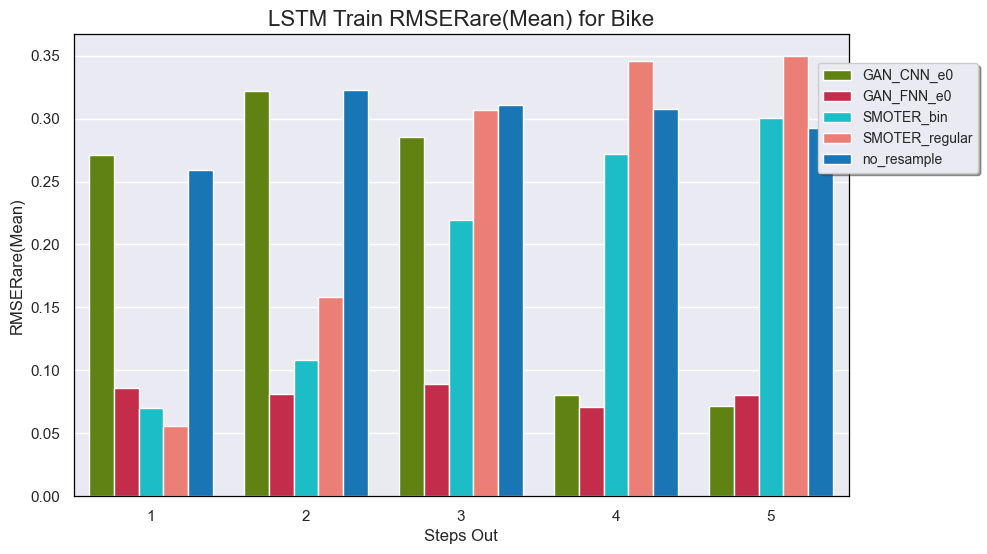 LSTM Train RMSERare(Mean) for Bike
0.35
0.30
0.25
0.20
0.15
0.10
0.05
0.00
RMSERare(Mean)
1 2 3 4 5
Steps Out
GAN_CNN_e0
GAN_FNN_e0
SMOTER_bin
SMOTER_regular
no_resample